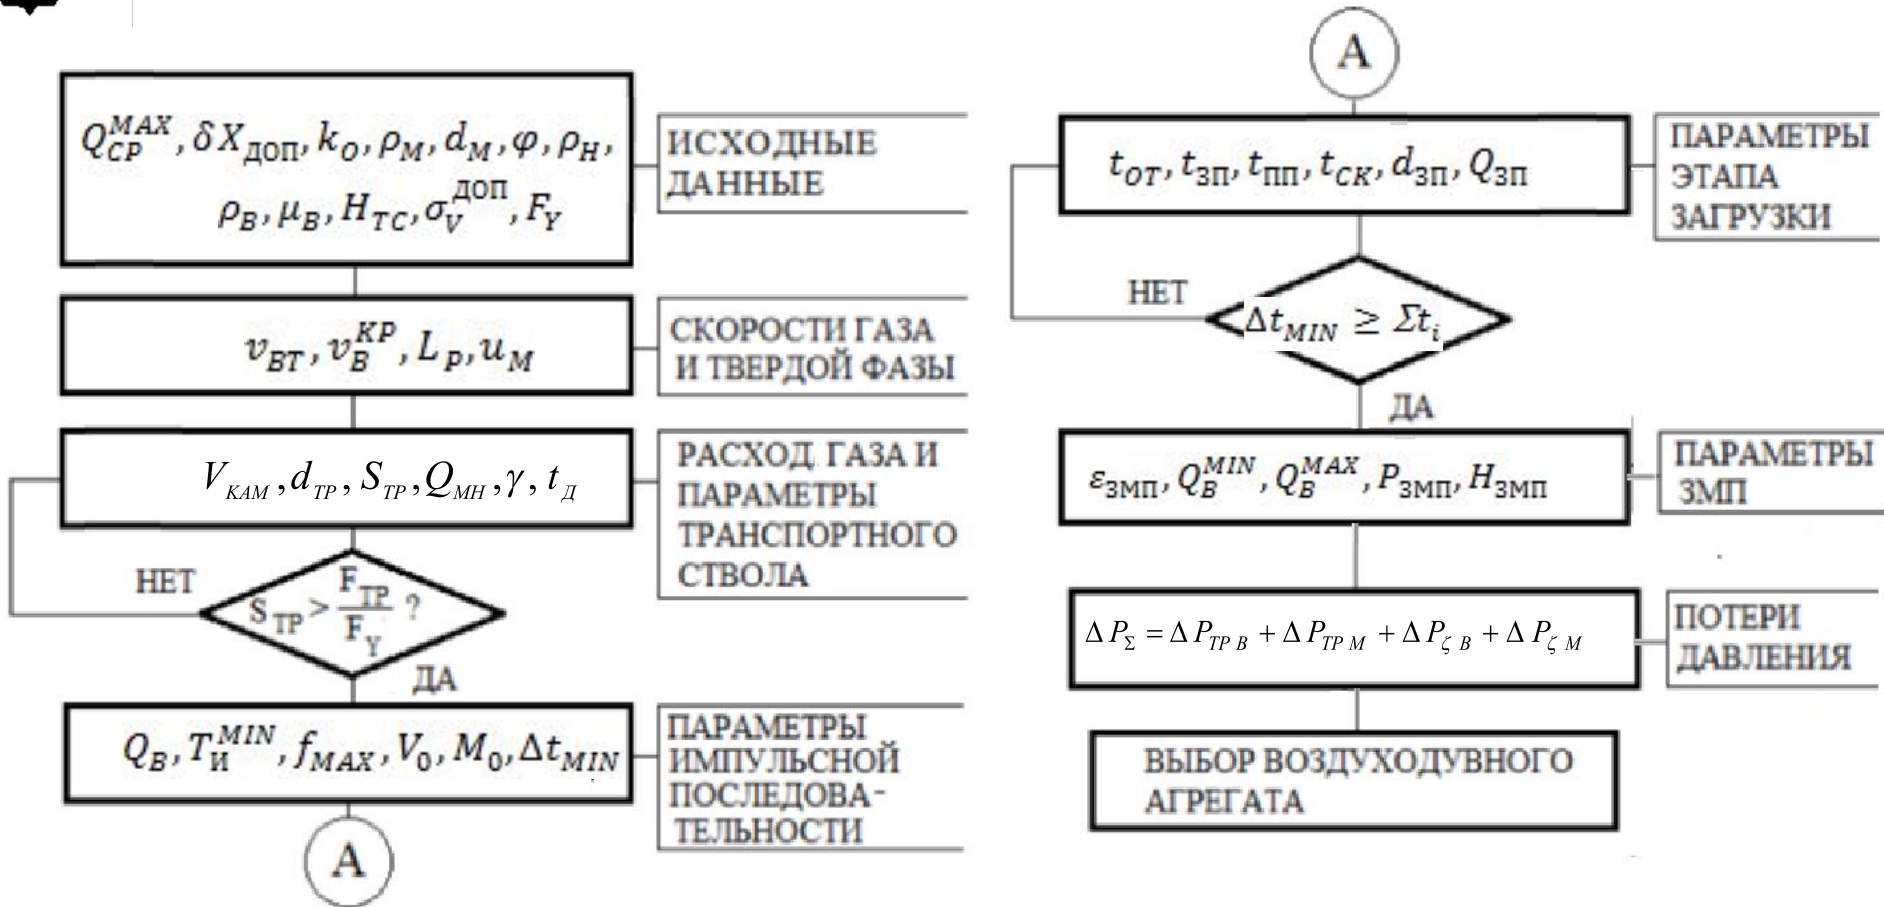 Q_{СР}^{MAX}, δX_{ДОП}, k_O, ρ_M, d_M, φ, ρ_H,
ρ_B, μ_B, H_{TC}, σ_V^{ДОП}, F_Y
ИСХОДНЫЕ
ДАННЫЕ
v_{BT}, v_B^{KP}, L_P, u_M
СКОРОСТИ ГАЗА
И ТВЕРДОЙ ФАЗЫ
V_{КАМ}, d_{ТР}, S_{ТР}, Q_{МН}, γ, t_Д
РАСХОД ГАЗА И
ПАРАМЕТРЫ
ТРАНСПОРТНОГО
СТВОЛА
НЕТ
S_{ТР} > F_{ТР}/F_Y ?
ДА
Q_B, T_И^{MIN}, f_{MAX}, V_0, M_0, Δt_{MIN}
ПАРАМЕТРЫ
ИМПУЛЬСНОЙ
ПОСЛЕДОВА-
ТЕЛЬНОСТИ
А
А
t_{ОТ}, t_{ЗП}, t_{ПП}, t_{СК}, d_{ЗП}, Q_{ЗП}
ПАРАМЕТРЫ
ЭТАПА
ЗАГРУЗКИ
НЕТ
Δt_{MIN} ≥ Σt_i
ДА
ε_{ЗМП}, Q_B^{MIN}, Q_B^{MAX}, P_{ЗМП}, H_{ЗМП}
ПАРАМЕТРЫ
ЗМП
ΔP_Σ = ΔP_{ТР В} + ΔP_{ТР М} + ΔP_{ζ В} + ΔP_{ζ М}
ПОТЕРИ
ДАВЛЕНИЯ
ВЫБОР ВОЗДУХОДУВНОГО
АГРЕГАТА